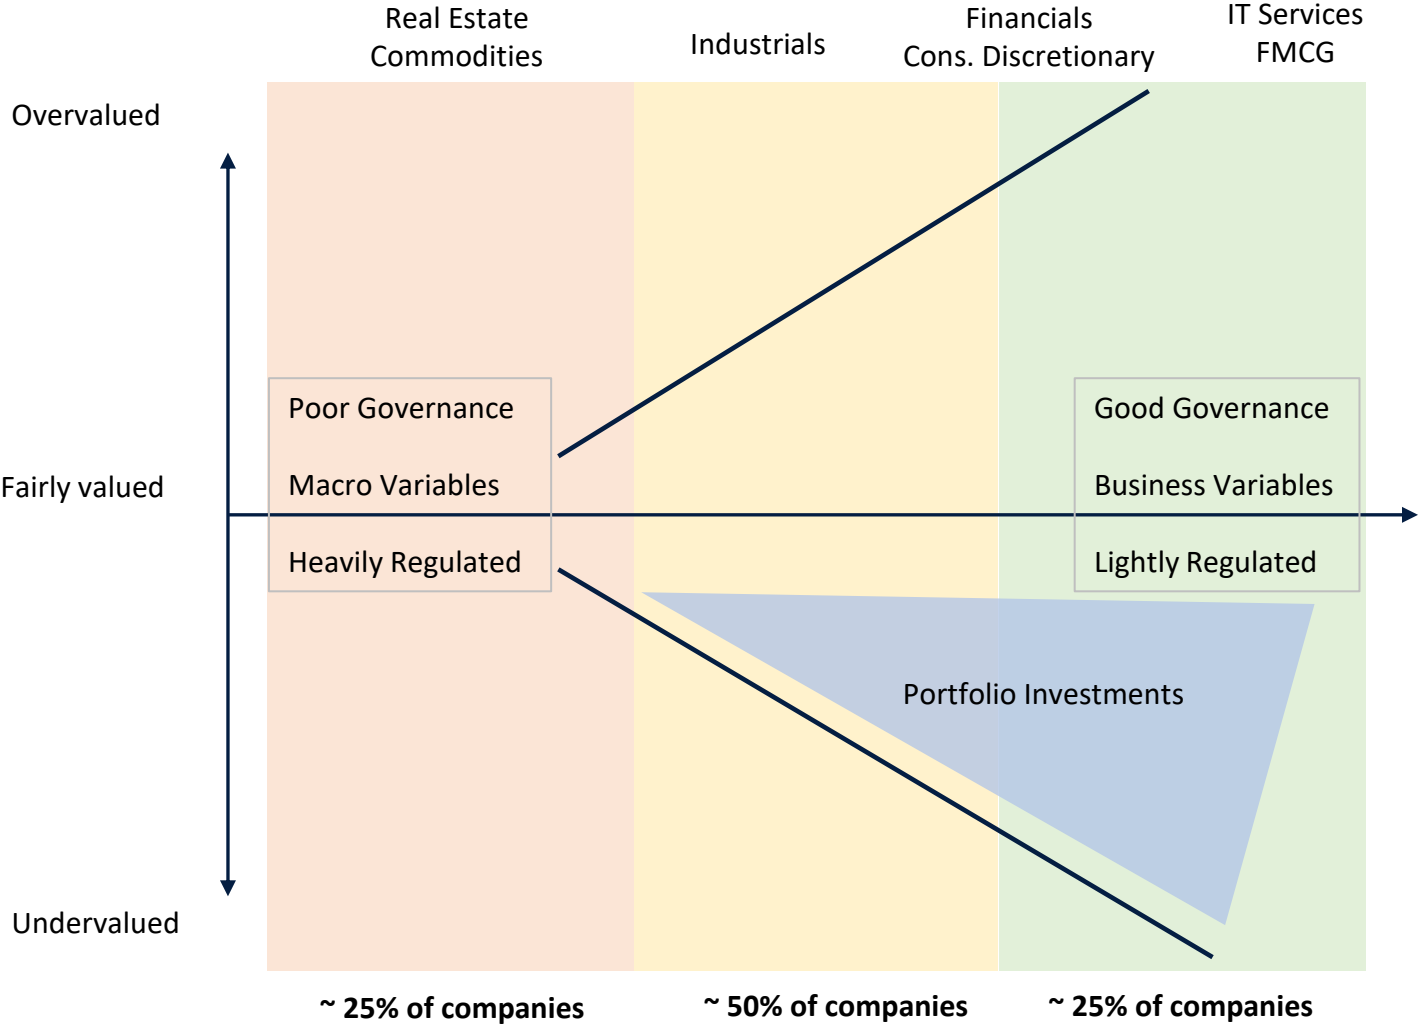 Real Estate
Commodities
Industrials
Financials
Cons. Discretionary
IT Services
FMCG
Overvalued
Poor Governance
Good Governance
Fairly valued
Macro Variables
Business Variables
Heavily Regulated
Lightly Regulated
Portfolio Investments
Undervalued
~ 25% of companies
~ 50% of companies
~ 25% of companies